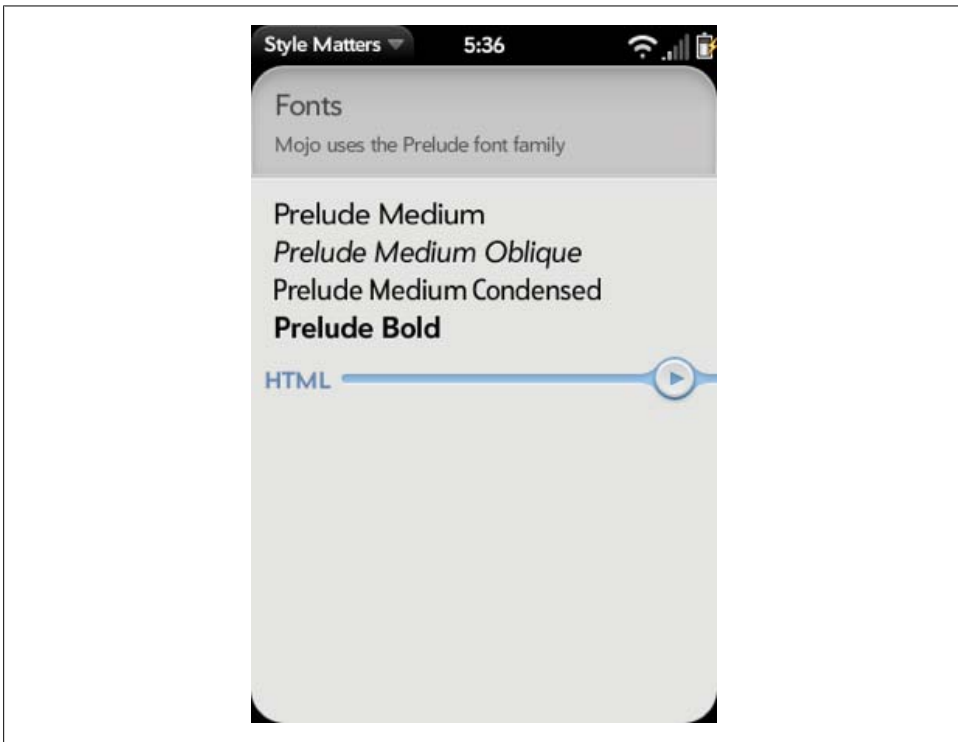 Style Matters 5:36
Fonts
Mojo uses the Prelude font family
Prelude Medium
Prelude Medium Oblique
Prelude Medium Condensed
Prelude Bold
HTML